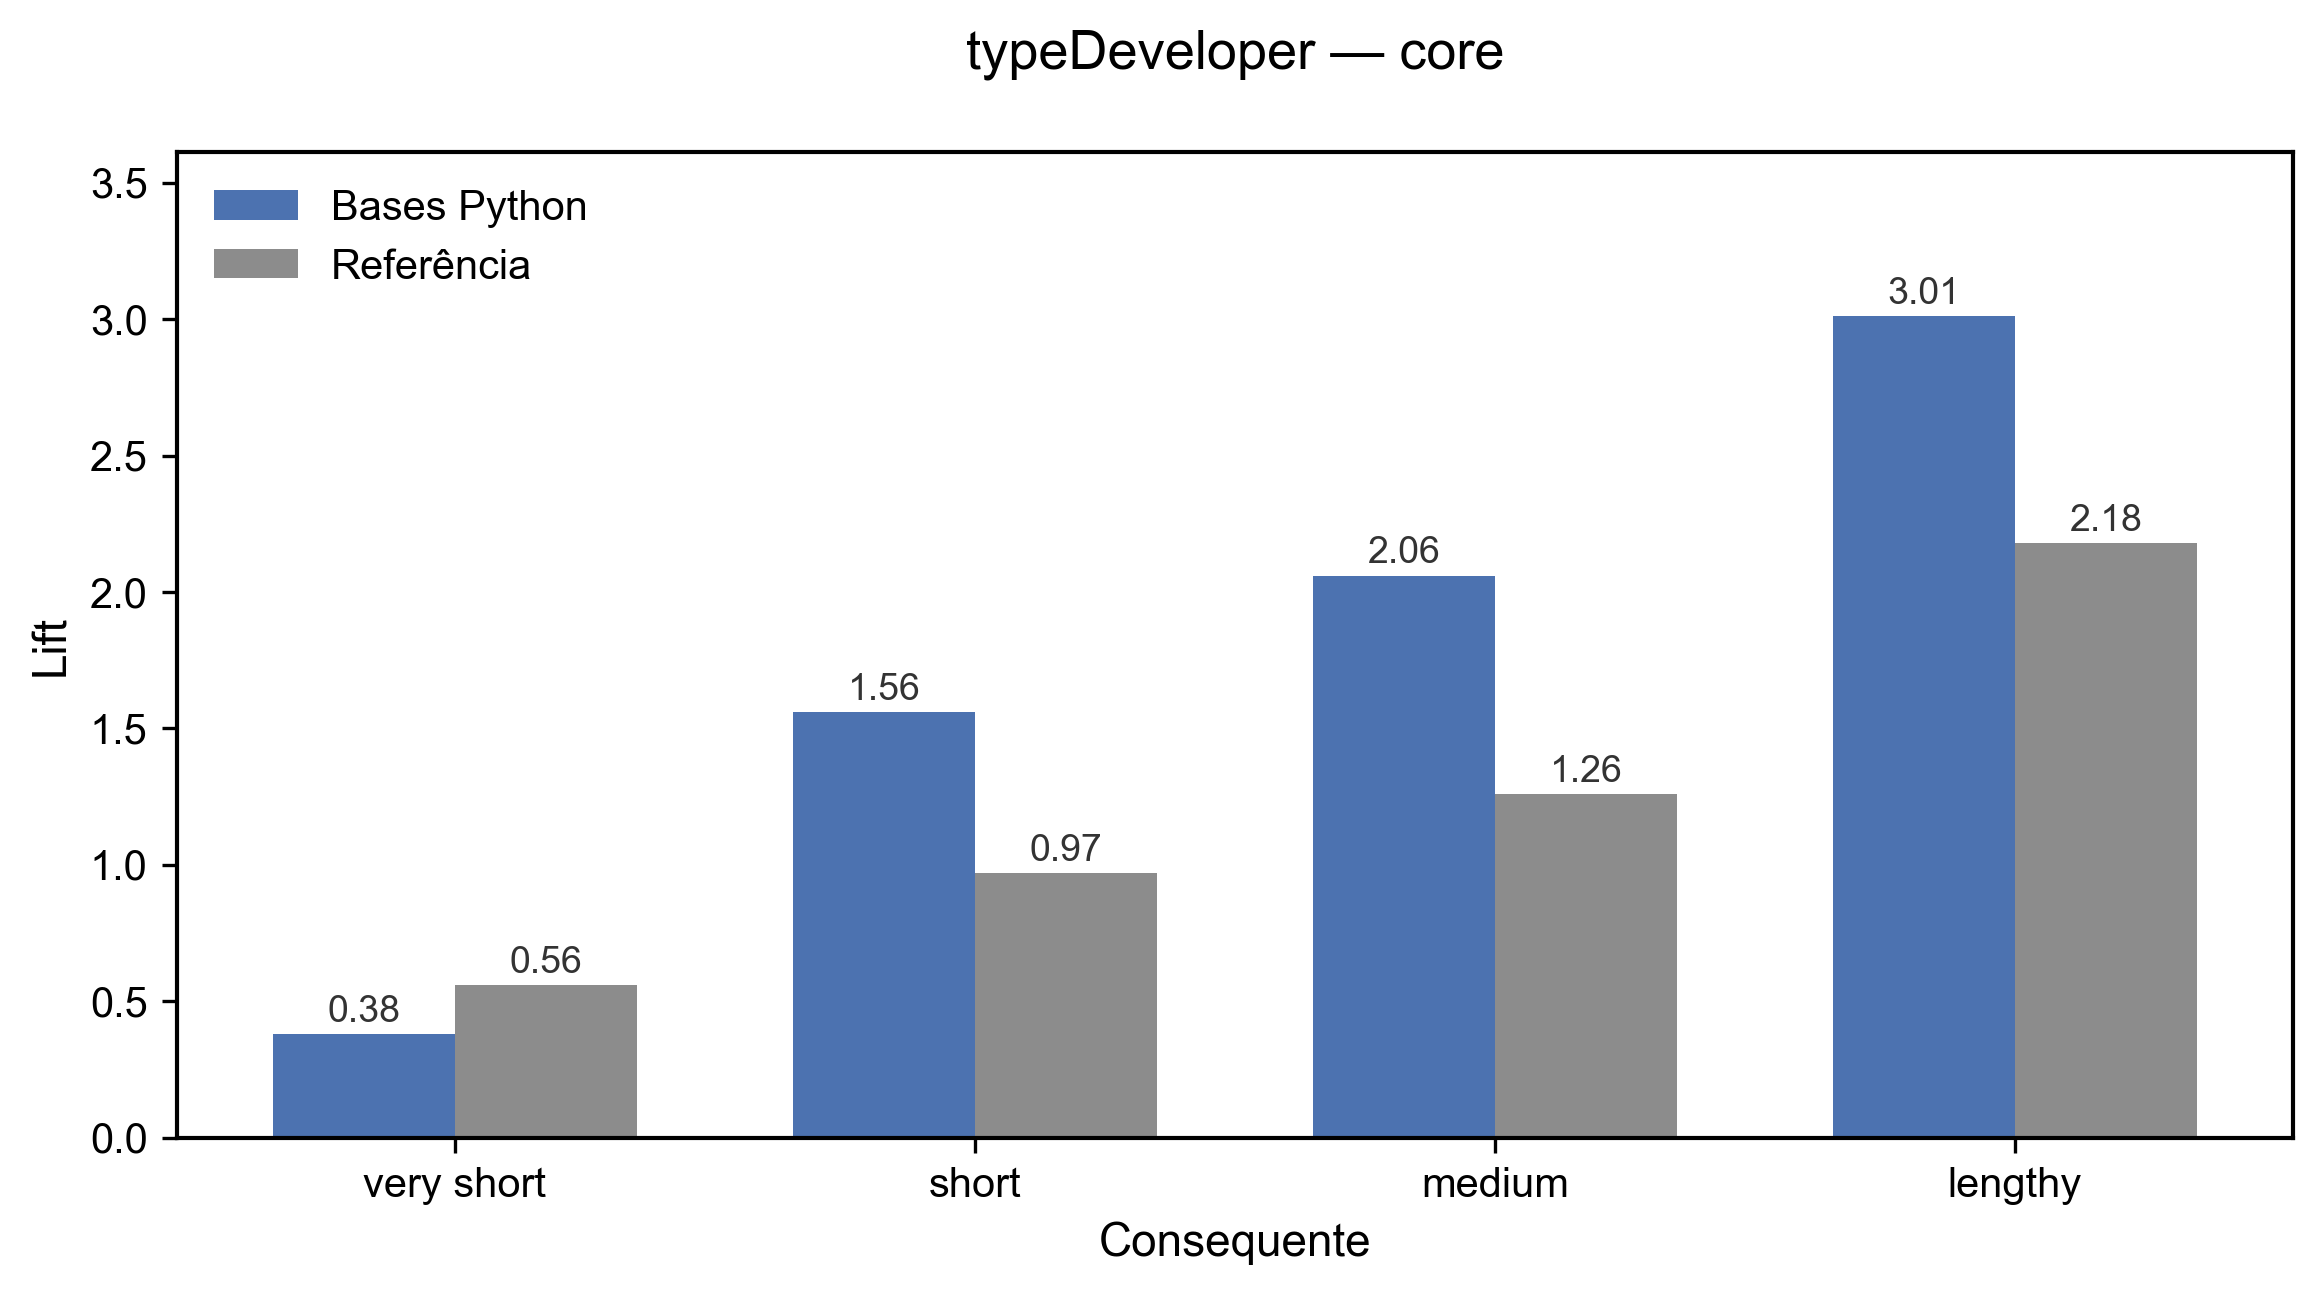 typeDeveloper — core
3.5
3.0
2.5
2.0
1.5
1.0
0.5
0.0
Lift
Bases Python
Referência
0.38
0.56
1.56
0.97
2.06
1.26
3.01
2.18
very short
short
medium
lengthy
Consequente